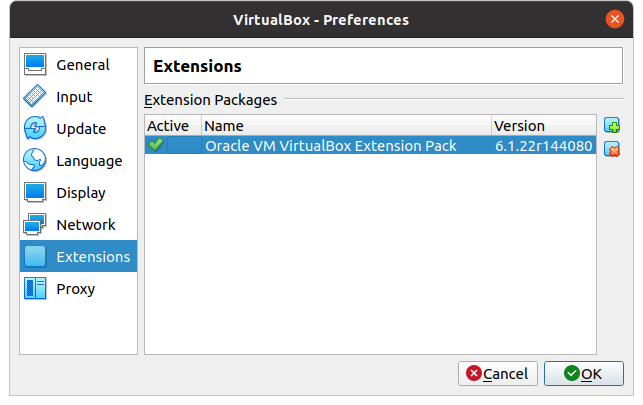 VirtualBox - Preferences
General
Input
Update
Language
Display
Network
Extensions
Proxy
Extensions
Extension Packages
Active Name Version
Oracle VM VirtualBox Extension Pack 6.1.22r144080
Cancel OK